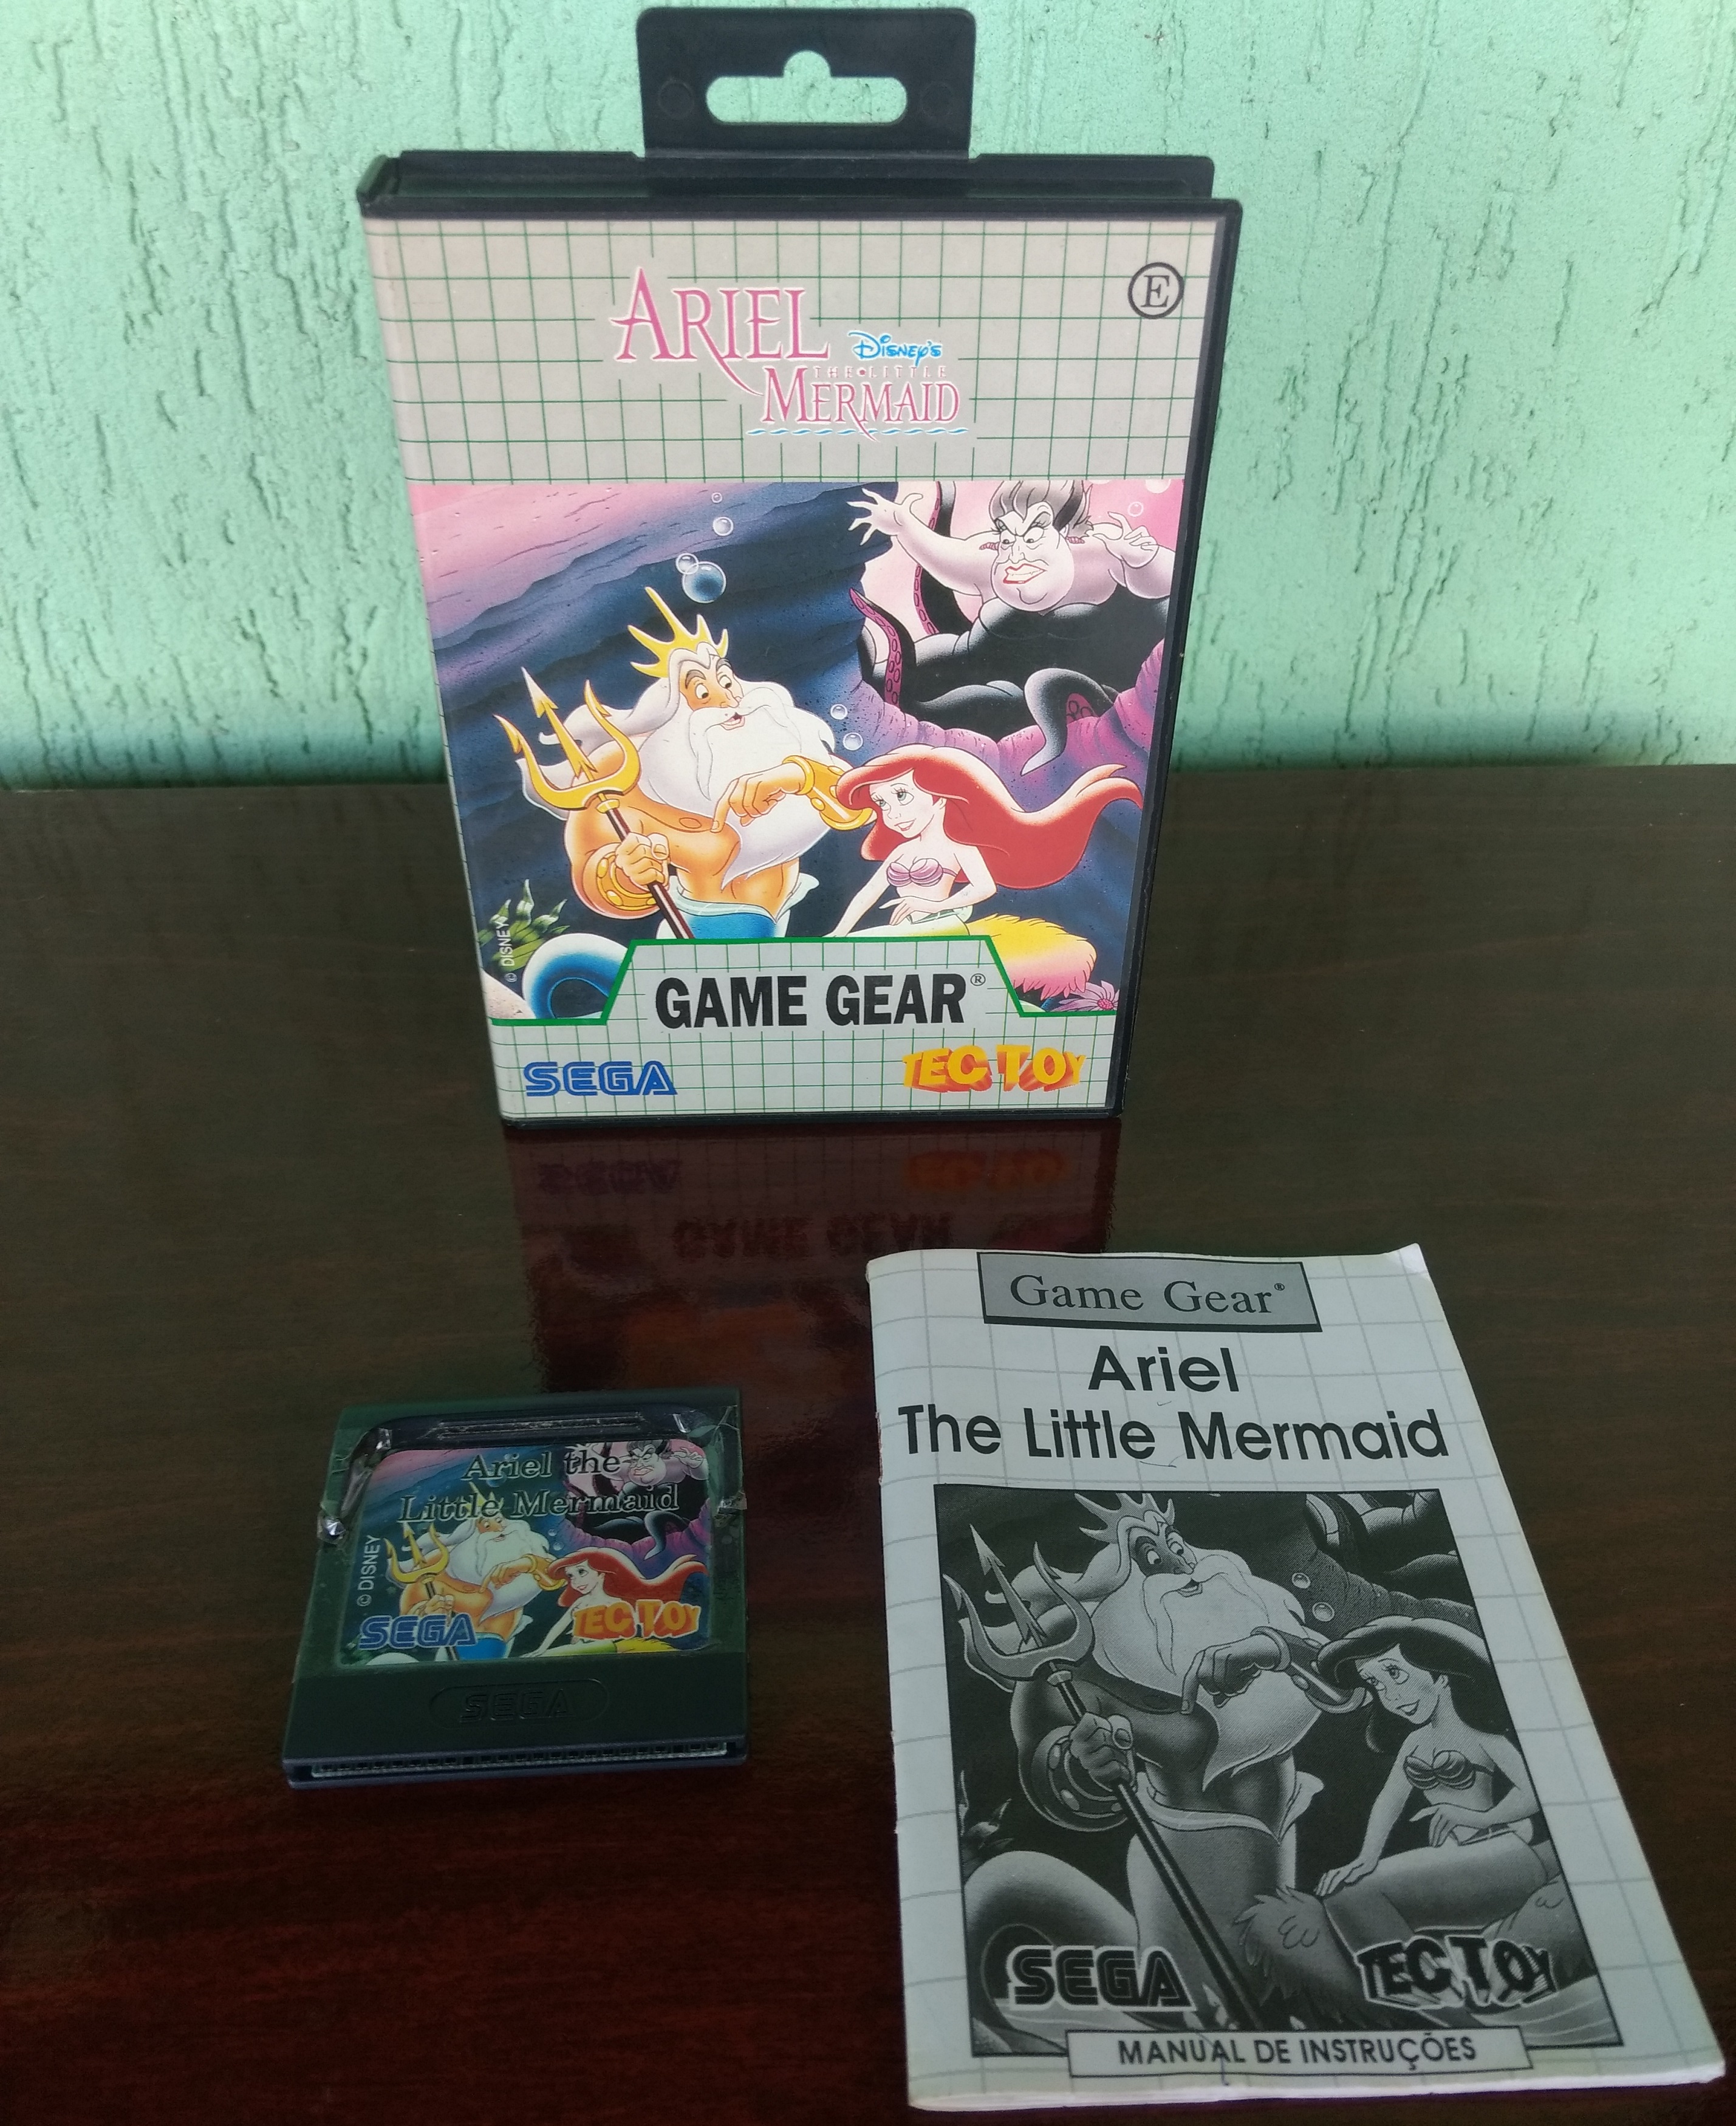 ARIEL
DISNEY'S
THE•LITTLE
MERMAID
E
© DISNEY
GAME GEAR®
SEGA
TEC TOY
Ariel the
Little Mermaid
© DISNEY
SEGA
TEC TOY
SEGA
Game Gear®
Ariel
The Little Mermaid
SEGA
TEC TOY
MANUAL DE INSTRUÇÕES